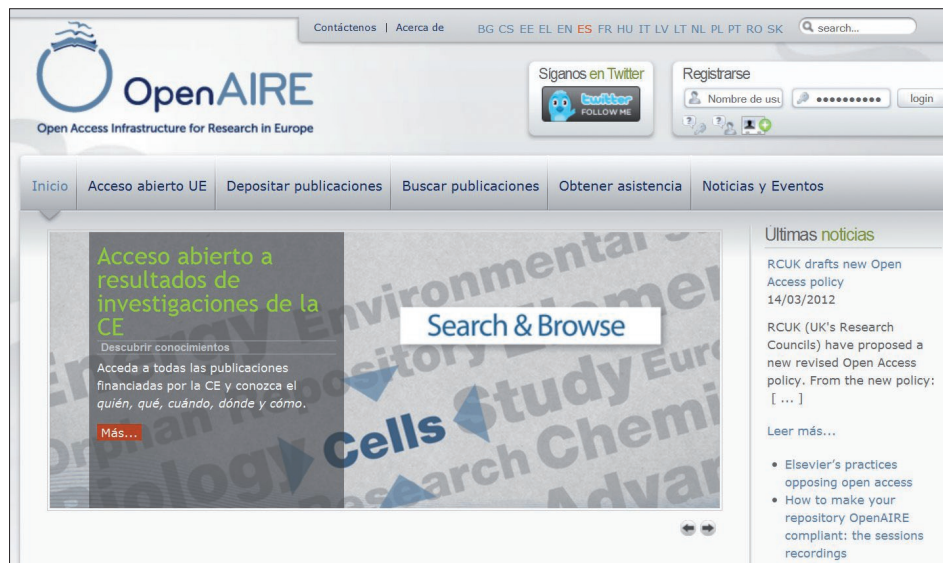 Contáctenos | Acerca de
BG CS EE EL EN ES FR HU IT LV LT NL PL PT RO SK
search...
OpenAIRE
Open Access Infrastructure for Research in Europe
Síganos en Twitter
twitter
FOLLOW ME
Registrarse
Nombre de usu
login
Inicio
Acceso abierto UE
Depositar publicaciones
Buscar publicaciones
Obtener asistencia
Noticias y Eventos
Acceso abierto a
resultados de
investigaciones de la
CE
Descubrir conocimientos
Acceda a todas las publicaciones
financiadas por la CE y conozca el
quién, qué, cuándo, dónde y cómo.
Más...
Energy Environmental
Search & Browse
Orphan repository
Cells Study
Biology Research
Últimas noticias
RCUK drafts new Open
Access policy
14/03/2012
RCUK (UK's Research
Councils) have proposed a
new revised Open Access
policy. From the new policy:
[ ... ]
Leer más...
• Elsevier's practices
opposing open access
• How to make your
repository OpenAIRE
compliant: the sessions
recordings